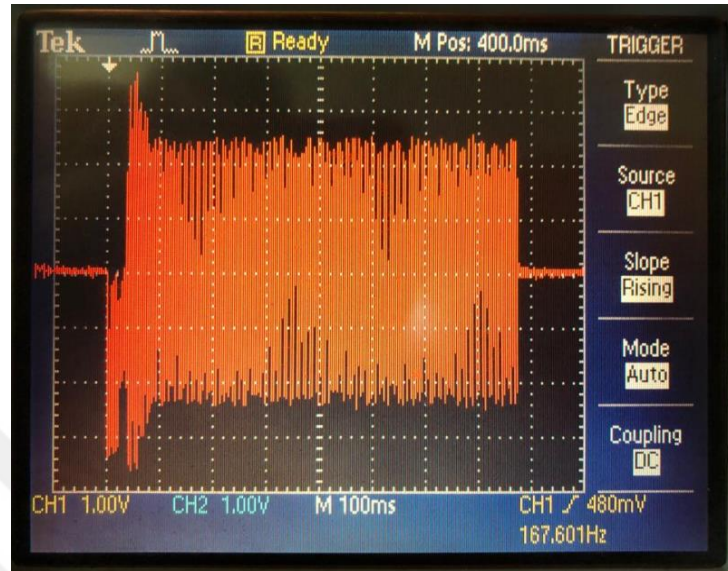 Tek R Ready M Pos: 400.0ms TRIGGER
Type
Edge
Source
CH1
Slope
Rising
M
Mode
Auto
Coupling
DC
CH1 1.00V CH2 1.00V M 100ms CH1 480mV
167.601Hz